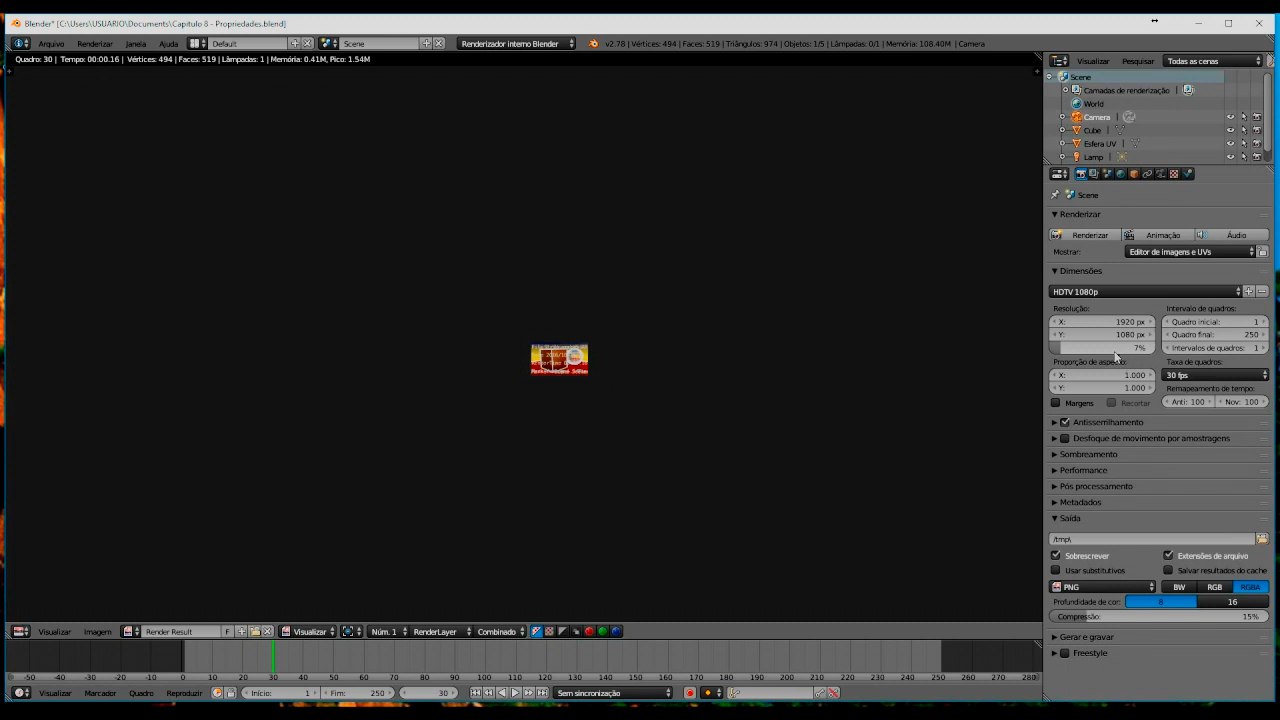 Blender* [C:\Users\USUARIO\Documents\Capitulo 8 - Propriedades.blend]
Arquivo Renderizar Janela Ajuda Default Scene Renderizador interno Blender v2.78 | Vértices: 494 | Faces: 519 | Triângulos: 974 | Objetos: 1/5 | Lâmpadas: 0/1 | Memória: 108.40M | Camera
Quadro: 30 | Tempo: 00:00.16 | Vértices: 494 | Faces: 519 | Lâmpadas: 1 | Memória: 0.41M, Pico: 1.54M
Visualizar Pesquisar Todas as cenas
Scene
Camadas de renderização
World
Camera
Cube
Esfera UV
Lamp
Scene
Renderizar
Renderizar Animação Áudio
Mostrar: Editor de imagens e UVs
Dimensões
HDTV 1080p
Resolução: Intervalo de quadros:
X: 1920 px Quadro inicial: 1
Y: 1080 px Quadro final: 250
7% Intervalos de quadros: 1
Proporção de aspecto: Taxa de quadros:
X: 1.000 30 fps
Y: 1.000 Remapeamento de tempo:
Margens Recortar Anti: 100 Nov: 100
Antisserrilhamento
Desfoque de movimento por amostragens
Sombreamento
Performance
Pós processamento
Metadados
Saída
/tmp\
Sobrescrever Extensões de arquivo
Usar substitutivos Salvar resultados do cache
PNG BW RGB RGBA
Profundidade de cor: 8 16
Compressão: 15%
Gerar e gravar
Freestyle
Visualizar Imagem Render Result F Visualizar Núm. 1 RenderLayer Combinado
-50 -40 -30 -20 -10 0 10 20 30 40 50 60 70 80 90 100 110 120 130 140 150 160 170 180 190 200 210 220 230 240 250 260 270 280
Visualizar Marcador Quadro Reproduzir Início: 1 Fim: 250 30 Sem sincronização